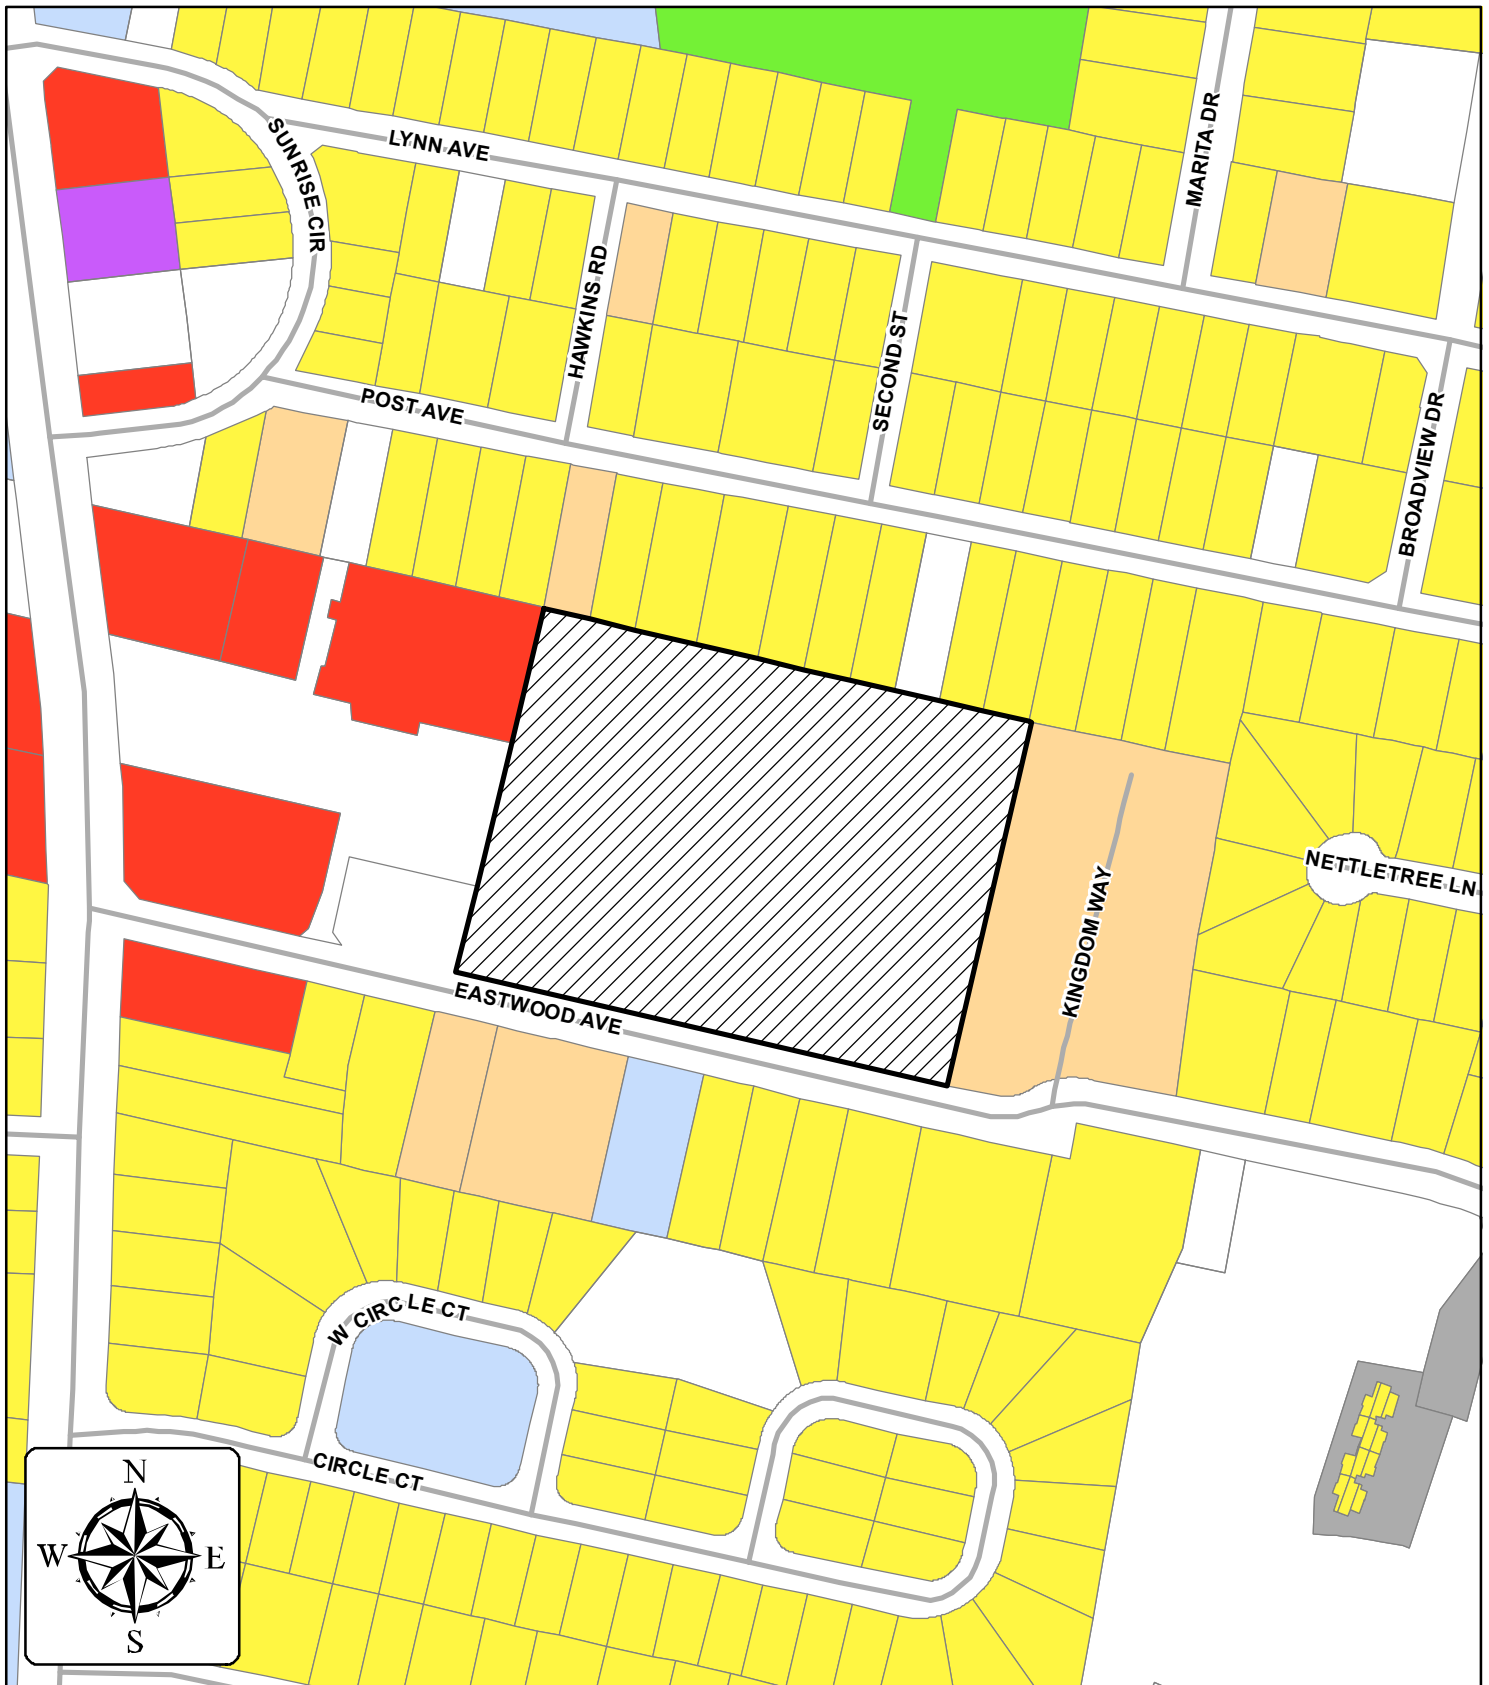 LYNN AVE
SUNRISE CIR
MARITA DR
HAWKINS RD
SECOND ST
POST AVE
BROADVIEW DR
NETTLETREE LN
KINGDOM WAY
EASTWOOD AVE
W CIRCLE CT
CIRCLE CT
N
W E
S